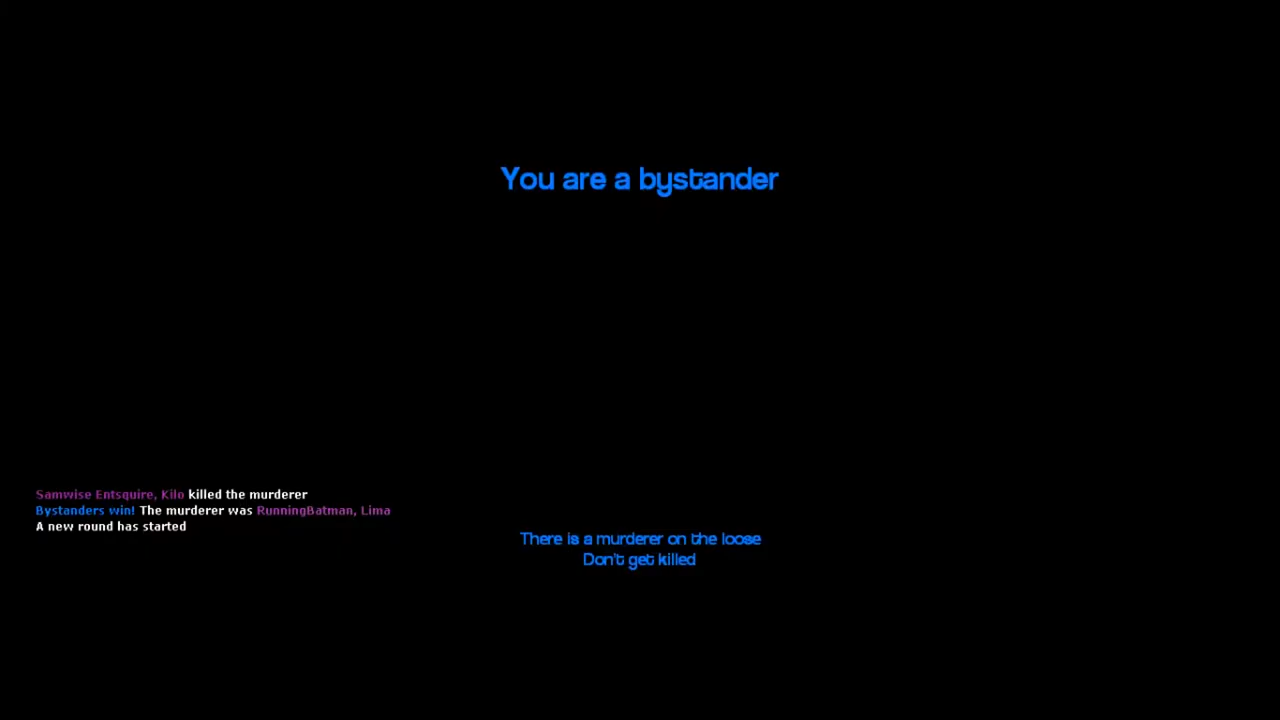 You are a bystander
Samwise Entsquire, Kilo killed the murderer
Bystanders win! The murderer was RunningBatman, Lima
A new round has started
There is a murderer on the loose
Don't get killed